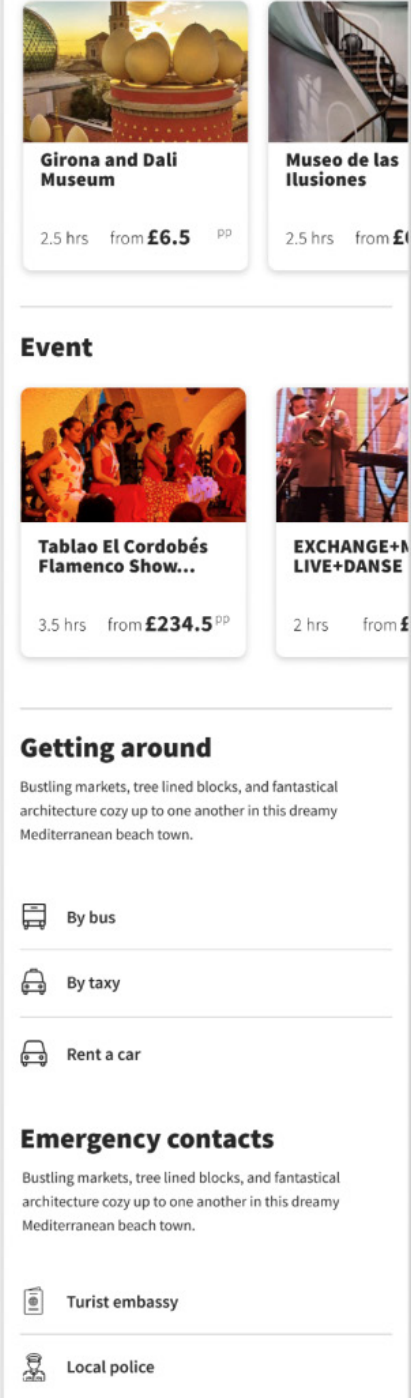 Girona and Dali
Museum
2.5 hrs from £6.5 pp
Museo de las
Ilusiones
2.5 hrs from
Event
Tablao El Cordobés
Flamenco Show...
3.5 hrs from £234.5 pp
EXCHANGE+
LIVE+DANSE
2 hrs from £
Getting around
Bustling markets, tree lined blocks, and fantastical
architecture cozy up to one another in this dreamy
Mediterranean beach town.
By bus
By taxy
Rent a car
Emergency contacts
Bustling markets, tree lined blocks, and fantastical
architecture cozy up to one another in this dreamy
Mediterranean beach town.
Turist embassy
Local police